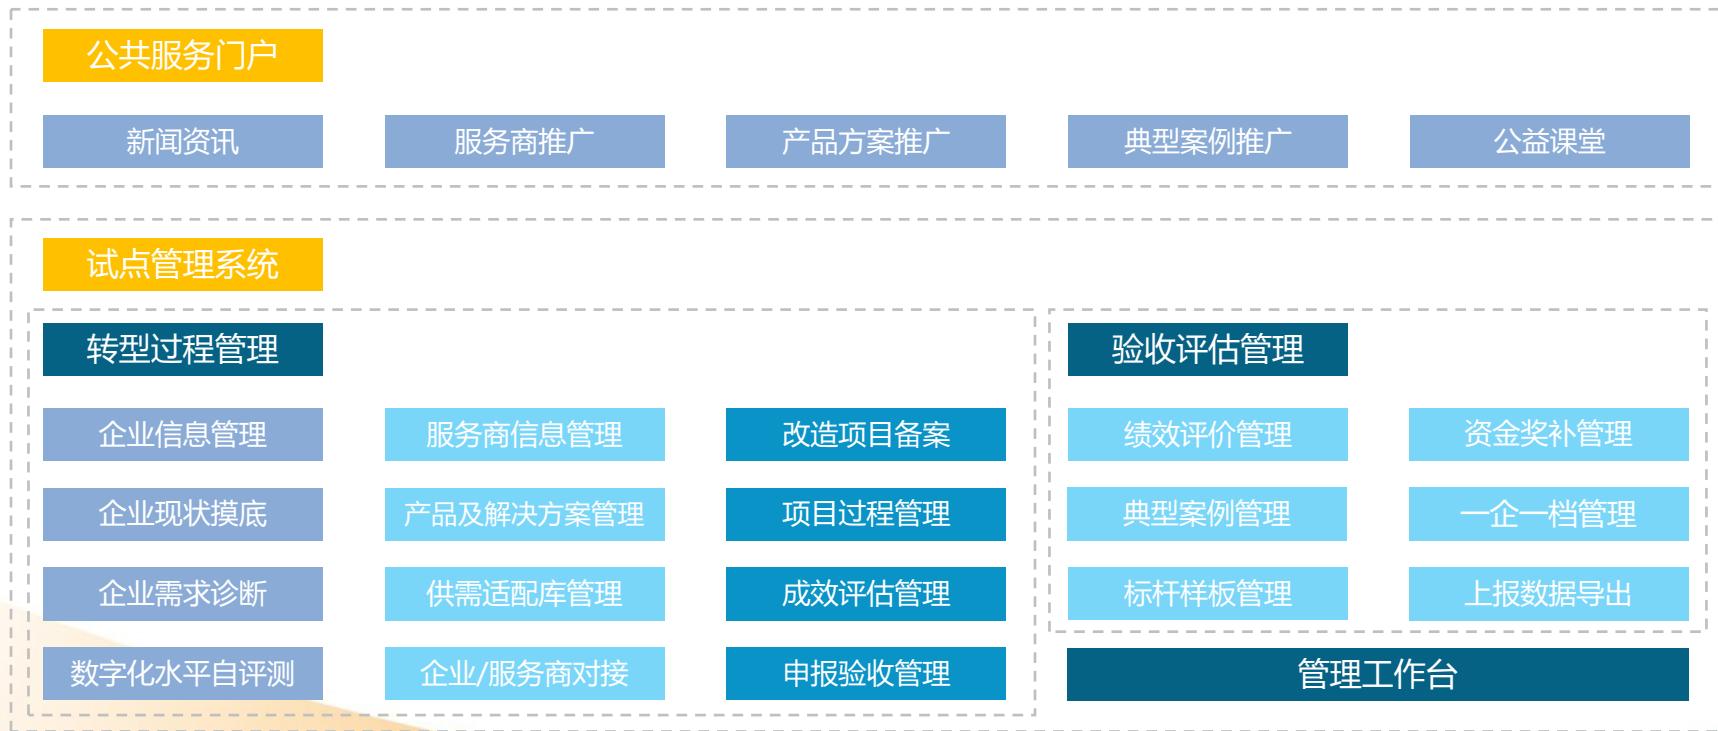 公共服务门户
新闻资讯
服务商推广
产品方案推广
典型案例推广
公益课堂
试点管理系统
转型过程管理
企业信息管理
服务商信息管理
改造项目备案
企业现状摸底
产品及解决方案管理
项目过程管理
企业需求诊断
供需适配库管理
成效评估管理
数字化水平自评测
企业/服务商对接
申报验收管理
验收评估管理
绩效评价管理
资金奖补管理
典型案例管理
一企一档管理
标杆样板管理
上报数据导出
管理工作台